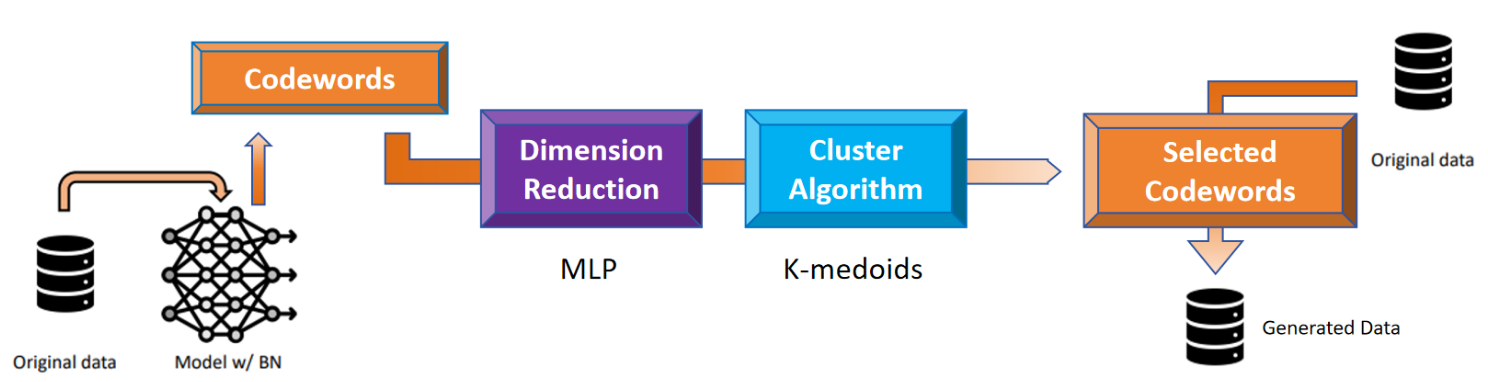 Codewords
Original data
Model w/ BN
Dimension
Reduction
MLP
Cluster
Algorithm
K-medoids
Selected
Codewords
Original data
Generated Data